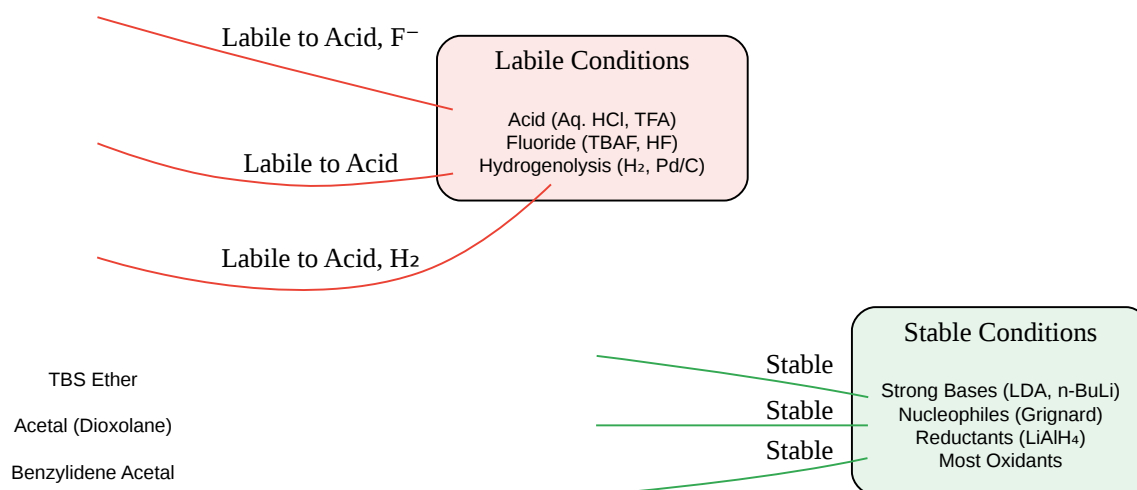 Labile to Acid, F⁻
Labile Conditions
Acid (Aq. HCl, TFA)
Fluoride (TBAF, HF)
Hydrogenolysis (H₂, Pd/C)
Labile to Acid
Labile to Acid, H₂
Stable Conditions
Strong Bases (LDA, n-BuLi)
Nucleophiles (Grignard)
Reductants (LiAlH₄)
Most Oxidants
Stable
Stable
Stable
TBS Ether
Acetal (Dioxolane)
Benzylidene Acetal